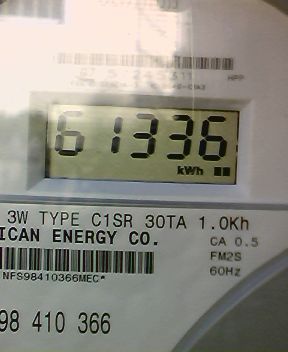 HPP
61336
kWh
3W TYPE C1SR 30TA 1.0Kh
ICAN ENERGY CO.
CA 0.5
FM2S
NFS98410366MEC*
60Hz
98 410 366